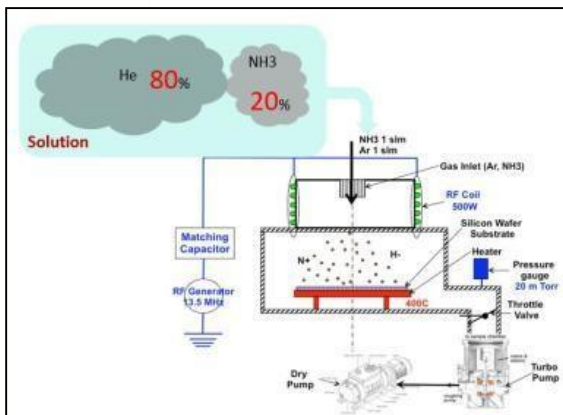 He 80%
NH3
20%
Solution
NH3 1 slm
Ar 1 slm
Gas Inlet (Ar, NH3)
RF Coil
500W
Silicon Wafer
Substrate
Heater
Matching
Capacitor
N+
H-
Pressure
gauge
20 m Torr
RF Generator
13.5 MHz
400C
Throttle
Valve
Dry
Pump
Turbo
Pump